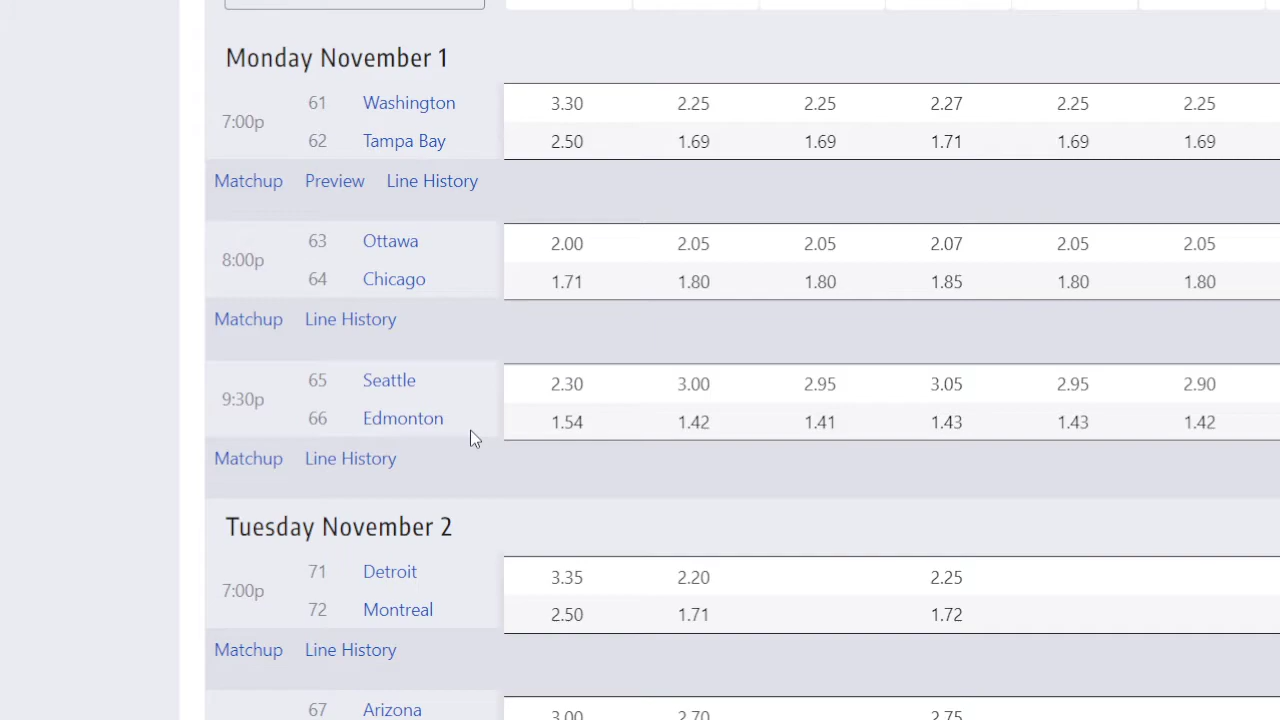 Monday November 1
7:00p
61 Washington 3.30 2.25 2.25 2.27 2.25 2.25
62 Tampa Bay 2.50 1.69 1.69 1.71 1.69 1.69
Matchup Preview Line History
8:00p
63 Ottawa 2.00 2.05 2.05 2.07 2.05 2.05
64 Chicago 1.71 1.80 1.80 1.85 1.80 1.80
Matchup Line History
9:30p
65 Seattle 2.30 3.00 2.95 3.05 2.95 2.90
66 Edmonton 1.54 1.42 1.41 1.43 1.43 1.42
Matchup Line History
Tuesday November 2
7:00p
71 Detroit 3.35 2.20 2.25
72 Montreal 2.50 1.71 1.72
Matchup Line History
67 Arizona 3.00 2.70 2.75